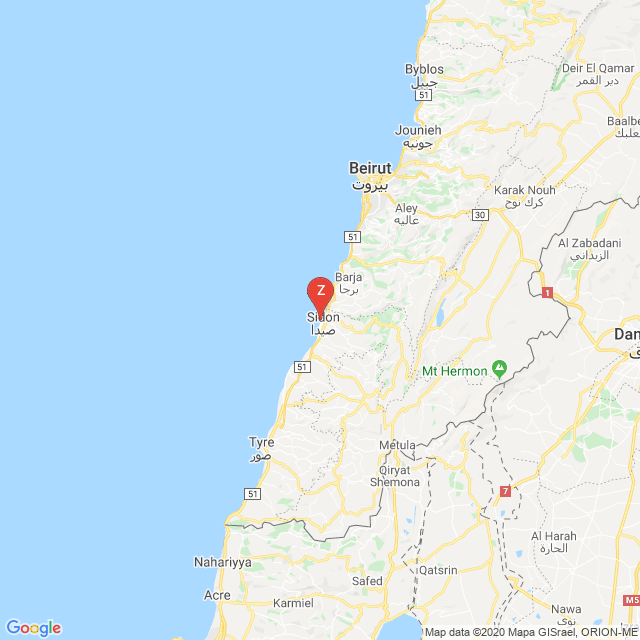 Byblos
جبيل
51
Deir El Qamar
دير القمر
Baalbe
بعلبك
Jounieh
جونيه
Beirut
بيروت
Karak Nouh
كرك نوح
Aley
عاليه
30
51
Al Zabadani
الزبداني
Barja
برجا
1
Z
Sidon
صيدا
Dam
ق
51
Mt Hermon
Tyre
صور
Metula
Qiryat
Shemona
51
7
Al Harah
الحارة
Nahariyya
Safed
Qatsrin
Acre
Karmiel
M5
Nawa
نوى
Google
Map data ©2020 Mapa GISrael, ORION-ME